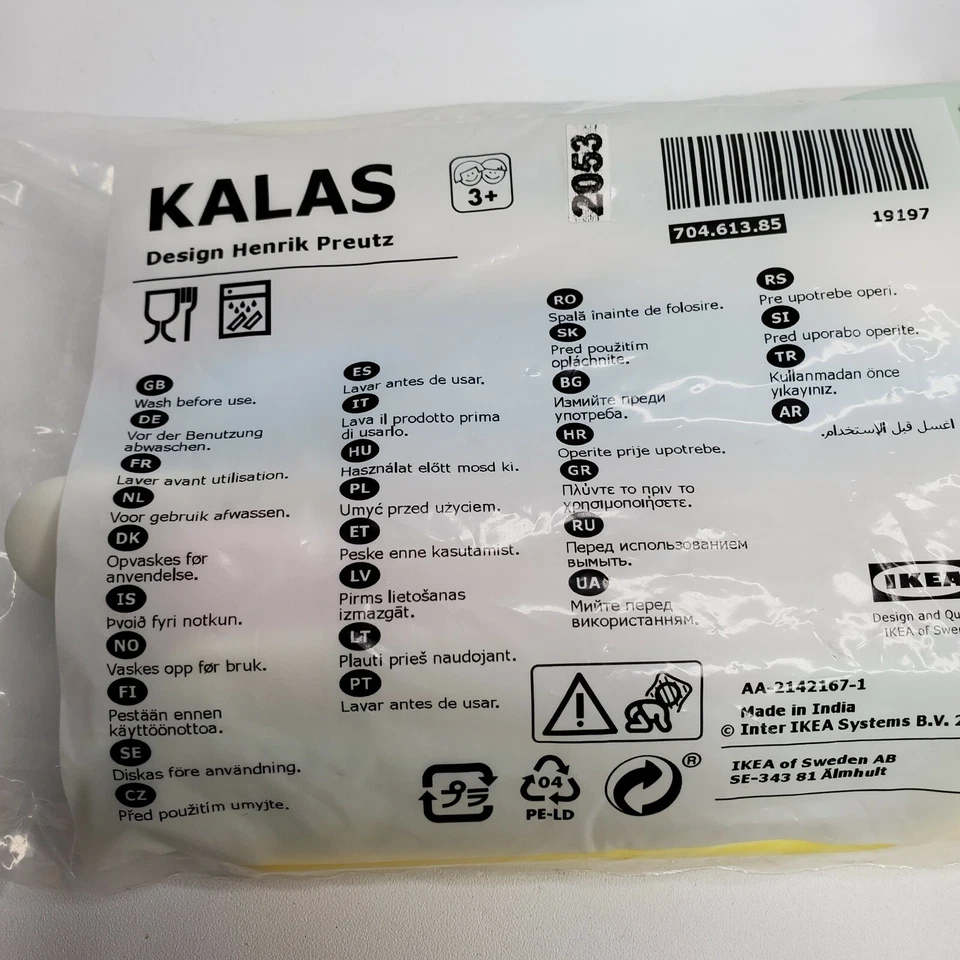 KALAS
Design Henrik Preutz
3+
2053
704.613.85
19197
GB
Wash before use.
DE
Vor der Benutzung
abwaschen.
FR
Laver avant utilisation.
NL
Voor gebruik afwassen.
DK
Opvaskes før
anvendelse.
IS
Þvoið fyri notkun.
NO
Vaskes opp før bruk.
FI
Pestään ennen
käyttöönottoa.
SE
Diskas före användning.
CZ
Před použitím umyjte.
ES
Lavar antes de usar.
IT
Lava il prodotto prima
di usarlo.
HU
Használat előtt mosd ki.
PL
Umyć przed użyciem.
ET
Peske enne kasutamist.
LV
Pirms lietošanas
izmazgāt.
LT
Plauti prieš naudojant.
PT
Lavar antes de usar.
RO
Spală înainte de folosire.
SK
Pred použitím
opláchnite.
BG
Измийте преди
употреба.
HR
Operite prije upotrebe.
GR
Πλύντε το πριν το
χρησιμοποιήσετε.
RU
Перед использованием
вымыть.
UA
Мийте перед
використанням.
RS
Pre upotrebe operi.
SI
Pred uporabo operite.
TR
Kullanmadan önce
yıkayınız.
AR
اغسل قبل الإستخدام.
IKEA
Design and
IKEA of
AA-2142167-1
Made in India
© Inter IKEA Systems B.V.
IKEA of Sweden AB
SE-343 81 Älmhult
プラ
04
PE-LD
®